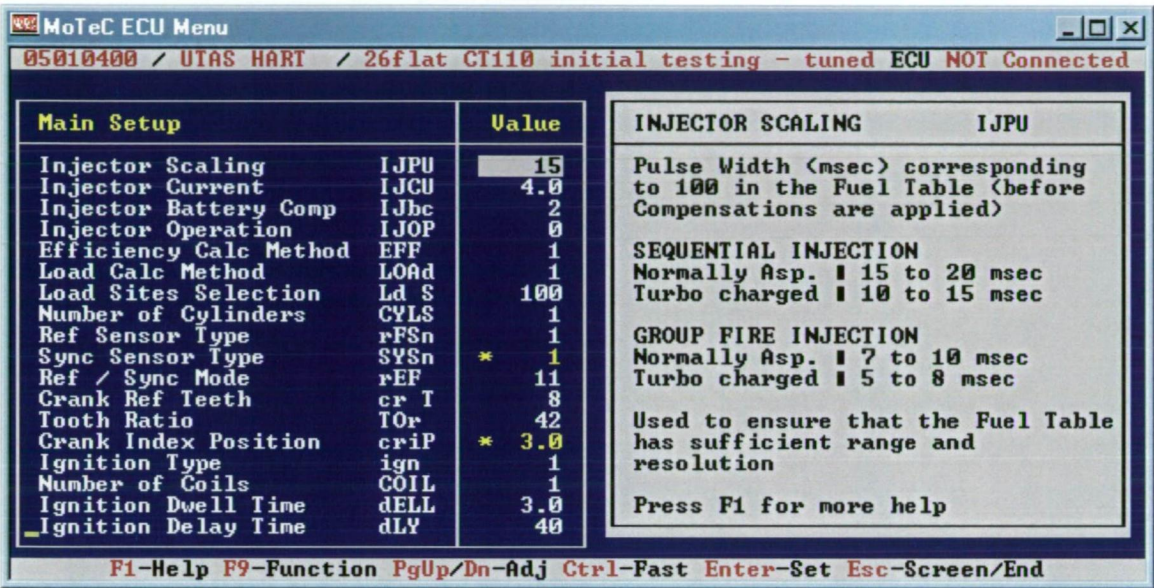 MoTeC ECU Menu
05010400 / UTAS HART / 26flat CT110 initial testing - tuned ECU NOT Connected
Main Setup Value
Injector Scaling IJPU 15
Injector Current IJCU 4.0
Injector Battery Comp IJbc 2
Injector Operation IJOP 0
Efficiency Calc Method EFF 1
Load Calc Method LOAd 1
Load Sites Selection Ld S 100
Number of Cylinders CYLS 1
Ref Sensor Type rFSn 1
Sync Sensor Type SYSn * 1
Ref / Sync Mode rEF 11
Crank Ref Teeth cr T 8
Tooth Ratio TOr 42
Crank Index Position criP * 3.0
Ignition Type ign 1
Number of Coils COIL 1
Ignition Dwell Time dELL 3.0
Ignition Delay Time dLY 40
INJECTOR SCALING IJPU
Pulse Width (msec) corresponding
to 100 in the Fuel Table (before
Compensations are applied)
SEQUENTIAL INJECTION
Normally Asp. ▮ 15 to 20 msec
Turbo charged ▮ 10 to 15 msec
GROUP FIRE INJECTION
Normally Asp. ▮ 7 to 10 msec
Turbo charged ▮ 5 to 8 msec
Used to ensure that the Fuel Table
has sufficient range and
resolution
Press F1 for more help
F1-Help F9-Function PgUp/Dn-Adj Ctrl-Fast Enter-Set Esc-Screen/End